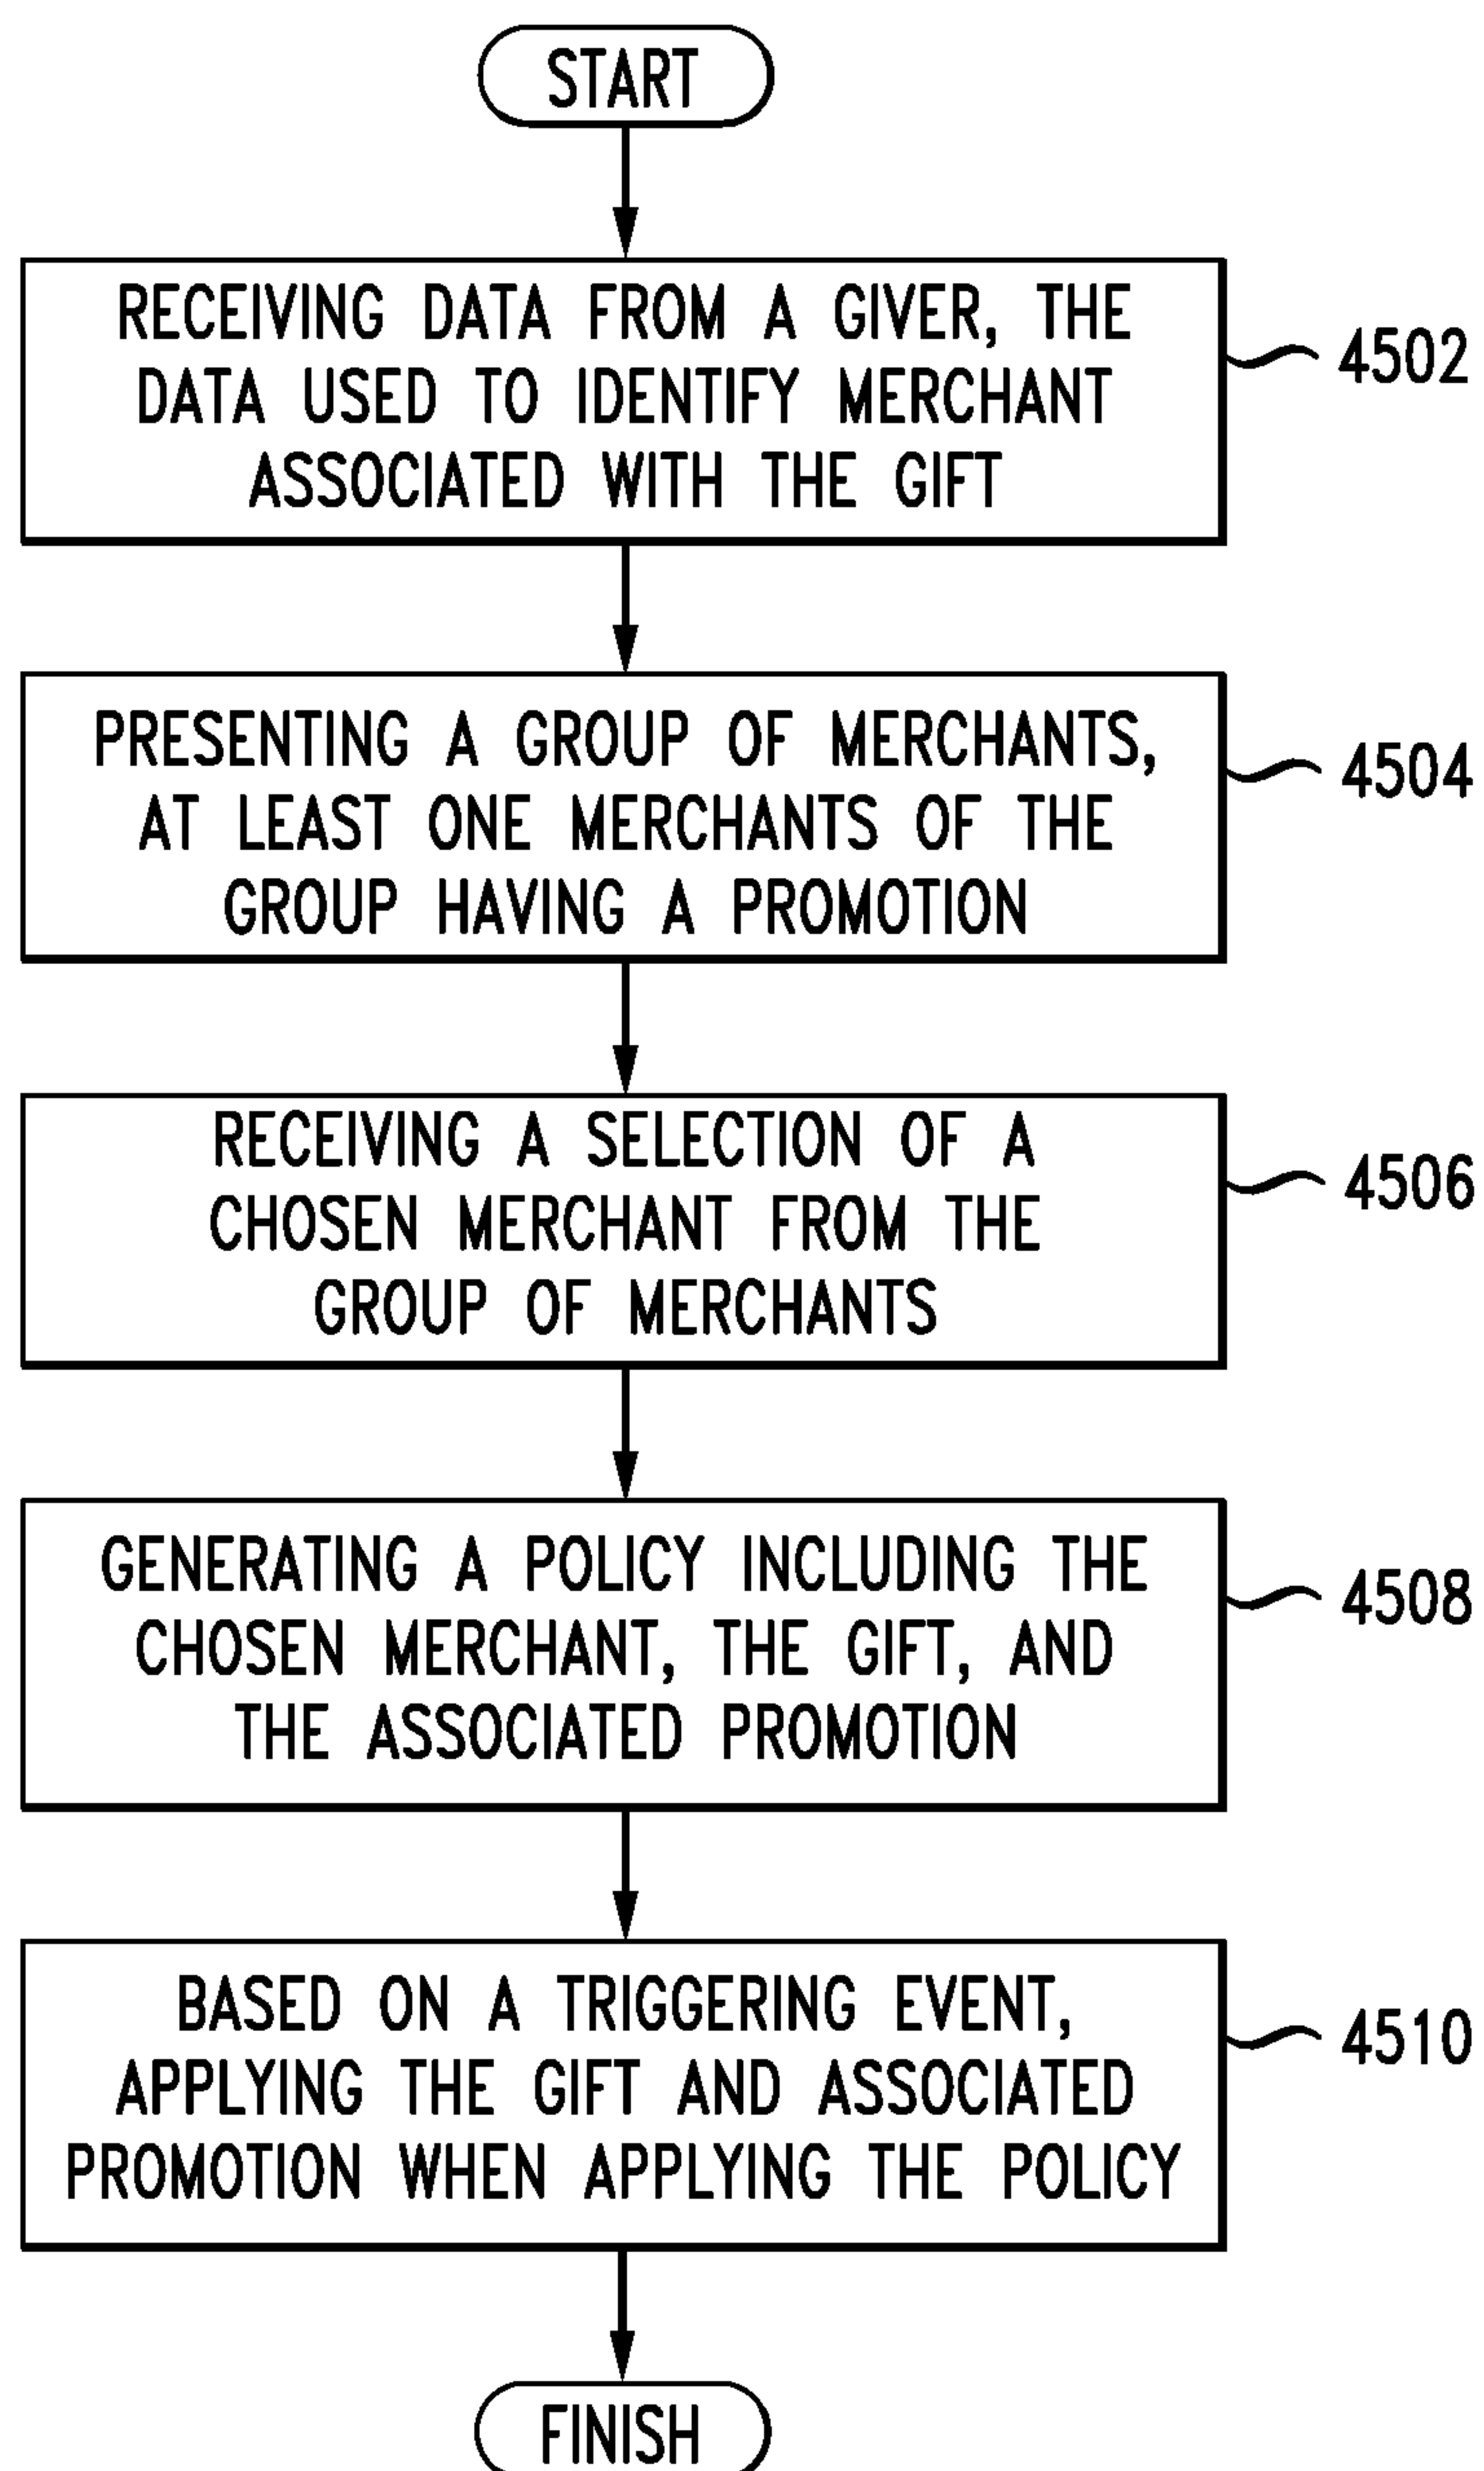 START
RECEIVING DATA FROM A GIVER, THE
DATA USED TO IDENTIFY MERCHANT
ASSOCIATED WITH THE GIFT
4502
PRESENTING A GROUP OF MERCHANTS,
AT LEAST ONE MERCHANTS OF THE
GROUP HAVING A PROMOTION
4504
RECEIVING A SELECTION OF A
CHOSEN MERCHANT FROM THE
GROUP OF MERCHANTS
4506
GENERATING A POLICY INCLUDING THE
CHOSEN MERCHANT, THE GIFT, AND
THE ASSOCIATED PROMOTION
4508
BASED ON A TRIGGERING EVENT,
APPLYING THE GIFT AND ASSOCIATED
PROMOTION WHEN APPLYING THE POLICY
4510
FINISH